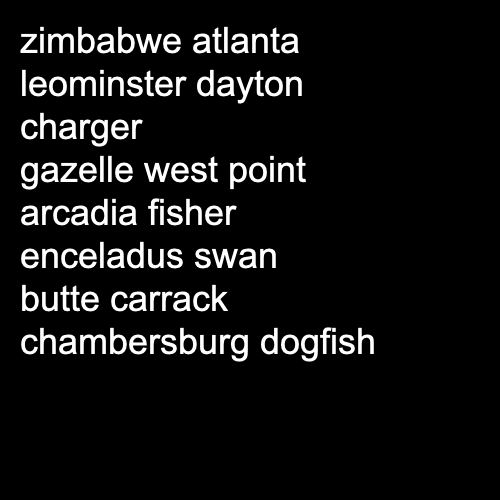 zimbabwe atlanta
leominster dayton
charger
gazelle west point
arcadia fisher
enceladus swan
butte carrack
chambersburg dogfish